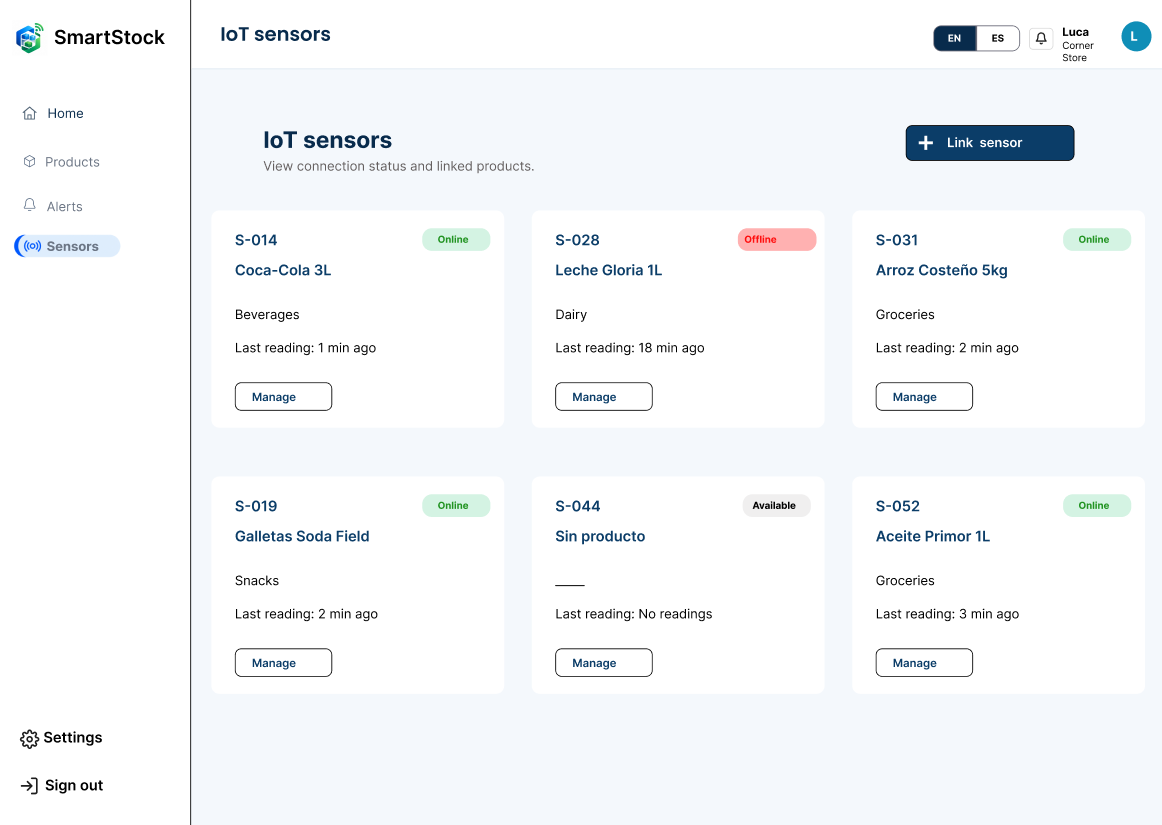 SmartStock
IoT sensors
EN
ES
Luca
Corner
Store
L
Home
Products
Alerts
Sensors
Settings
Sign out
IoT sensors
View connection status and linked products.
Link sensor
S-014
Online
Coca-Cola 3L
Beverages
Last reading: 1 min ago
Manage
S-028
Offline
Leche Gloria 1L
Dairy
Last reading: 18 min ago
Manage
S-031
Online
Arroz Costeño 5kg
Groceries
Last reading: 2 min ago
Manage
S-019
Online
Galletas Soda Field
Snacks
Last reading: 2 min ago
Manage
S-044
Available
Sin producto
____
Last reading: No readings
Manage
S-052
Online
Aceite Primor 1L
Groceries
Last reading: 3 min ago
Manage